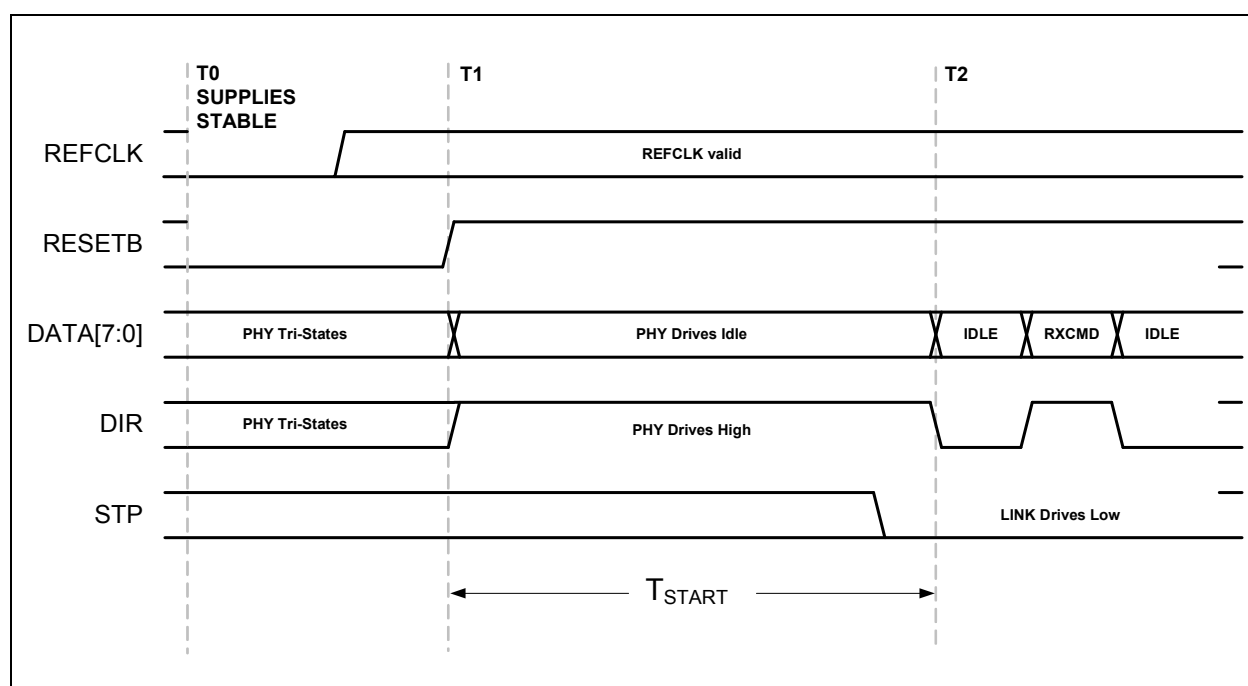 T0
SUPPLIES
STABLE
T1
T2
REFCLK
REFCLK valid
RESETB
DATA[7:0]
PHY Tri-States
PHY Drives Idle
IDLE
RXCMD
IDLE
DIR
PHY Tri-States
PHY Drives High
STP
LINK Drives Low
TSTART